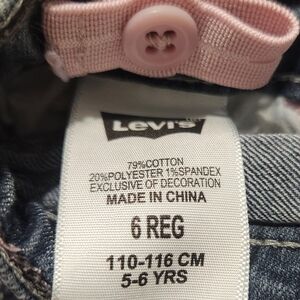 Levi's
79%COTTON
20%POLYESTER 1%SPANDEX
EXCLUSIVE OF DECORATION
MADE IN CHINA
6 REG
110-116 CM
5-6 YRS